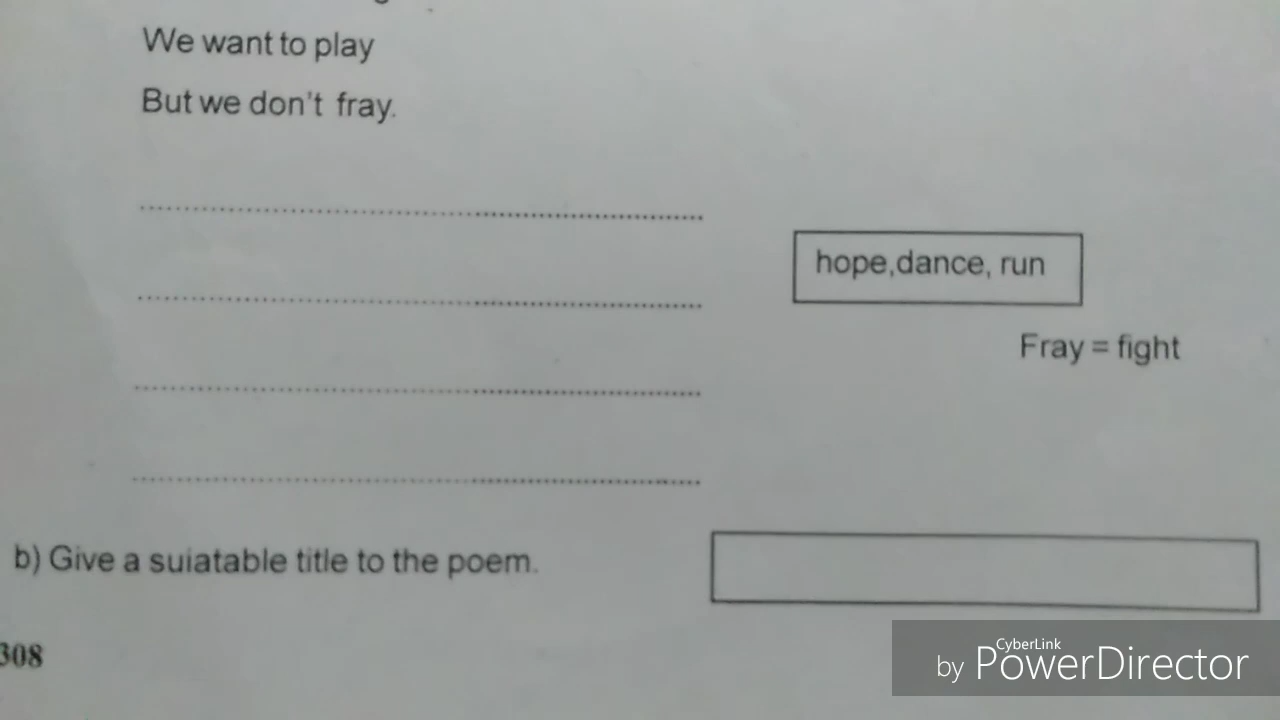 We want to play
But we don't fray.
hope,dance, run
Fray = fight
b) Give a suiatable title to the poem.
308
CyberLink
by PowerDirector